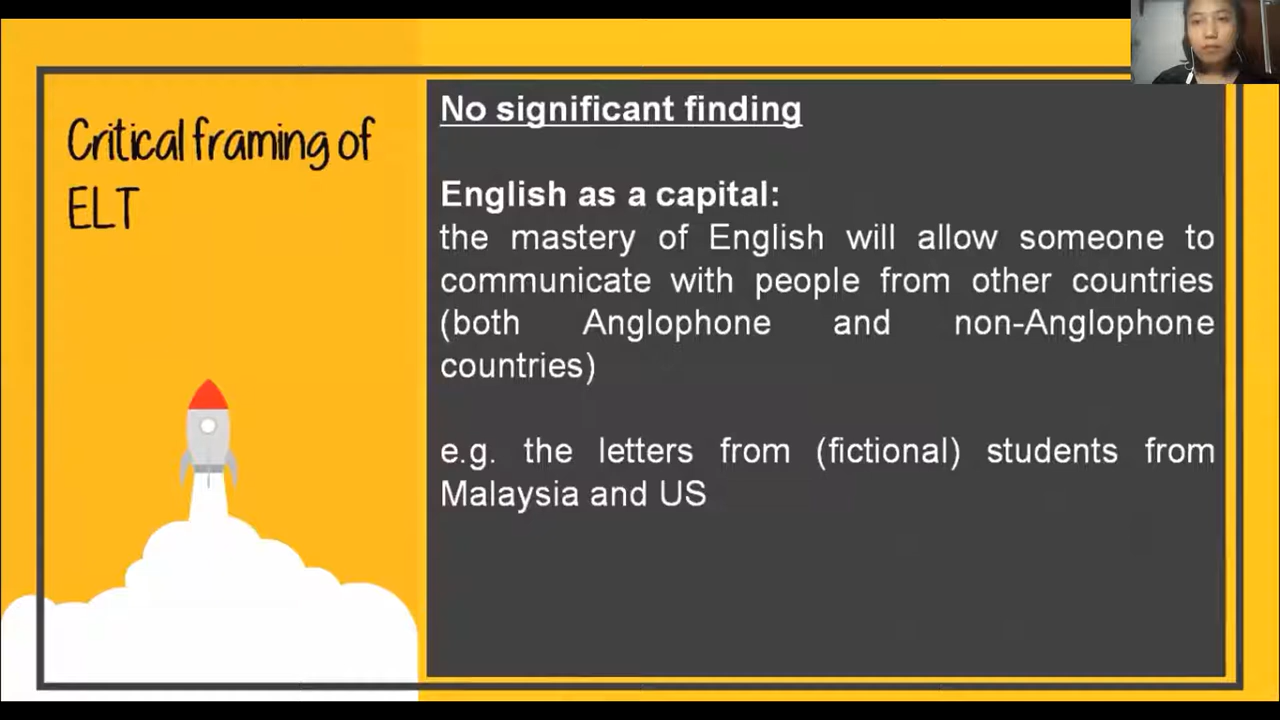 Critical framing of
ELT
No significant finding
English as a capital:
the mastery of English will allow someone to
communicate with people from other countries
(both Anglophone and non-Anglophone
countries)
e.g. the letters from (fictional) students from
Malaysia and US